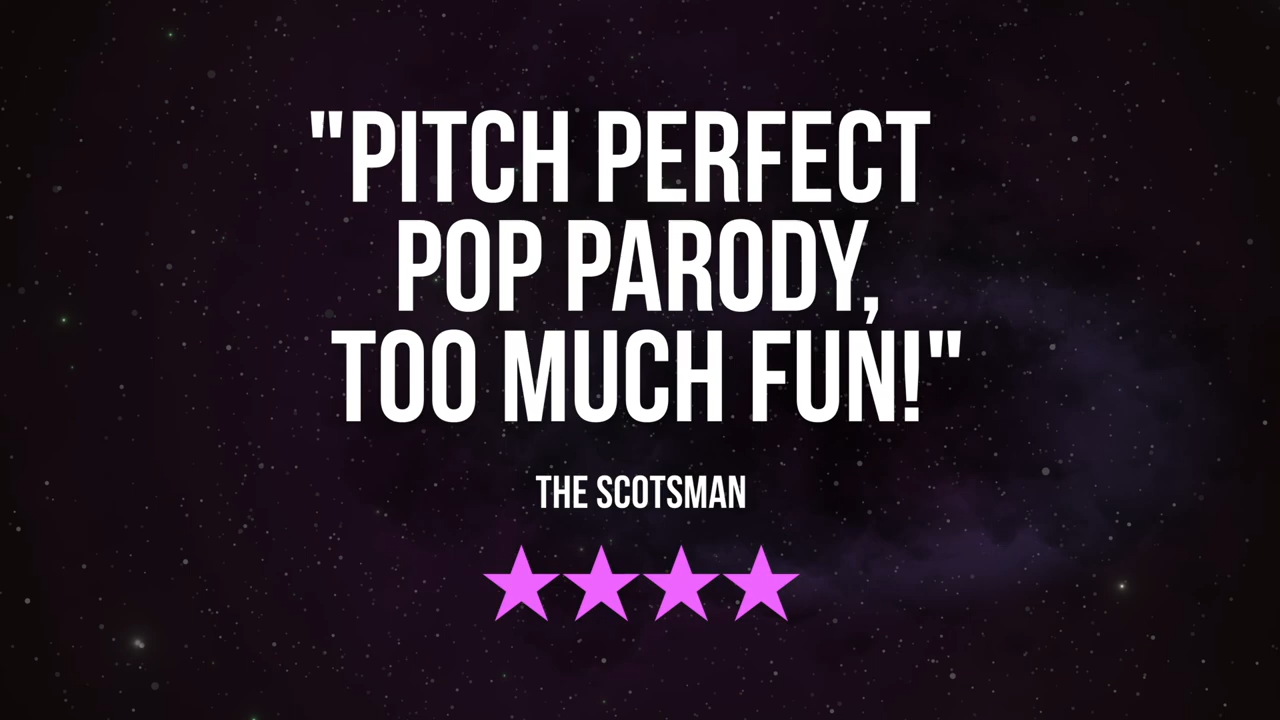 "PITCH PERFECT
POP PARODY,
TOO MUCH FUN!"
THE SCOTSMAN